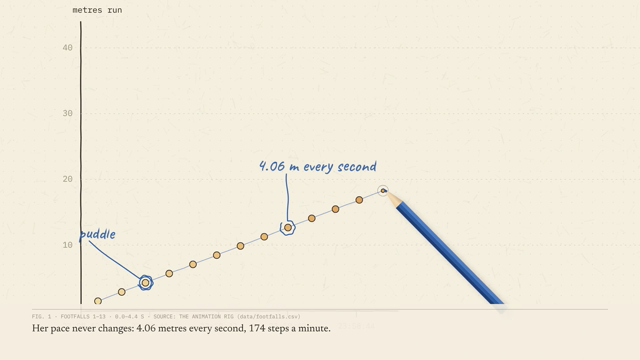 metres run
40
30
20
4.06 m every second
puddle
10
FIG. 1 - FOOTFALLS 1-13 - 0.0-4.4 S - SOURCE: THE ANIMATION RIG (data/footfalls.csv)
Her pace never changes: 4.06 metres every second, 174 steps a minute.